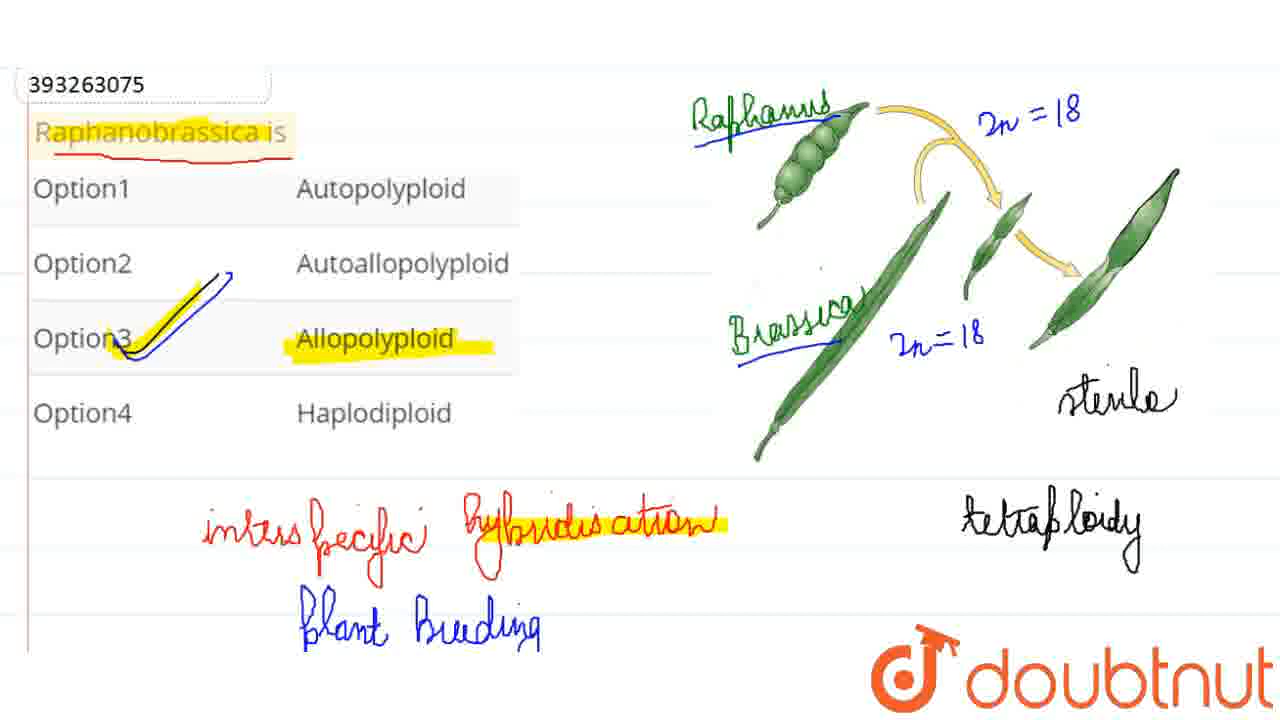 393263075
Raphanobrassica is
Option1 Autopolyploid
Option2 Autoallopolyploid
Option3 Allopolyploid
Option4 Haplodiploid
Raphanus
2n = 18
Brassica
2n = 18
sterile
interspecific hybridisation
tetraploidy
plant Breeding
doubtnut